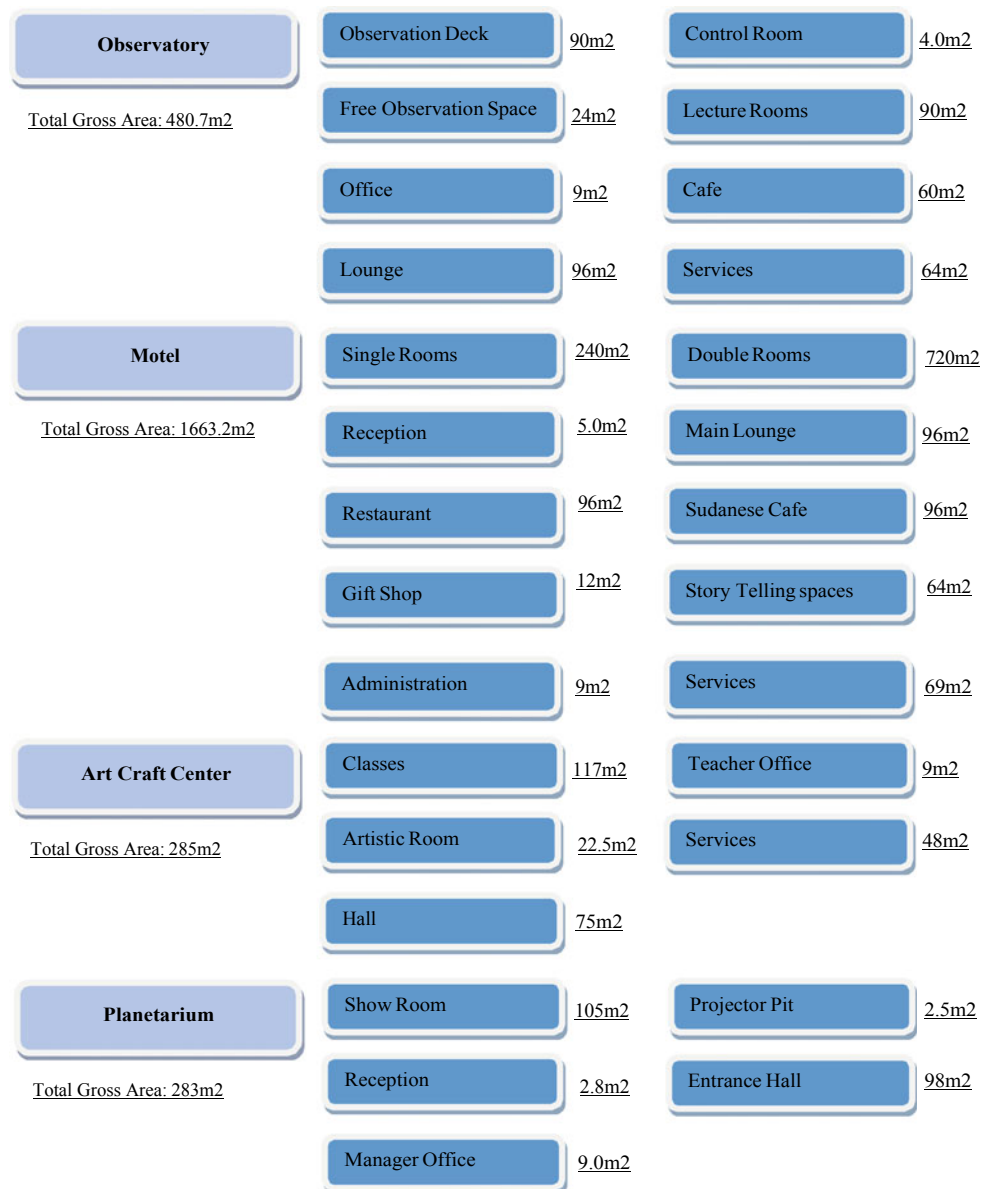 Observatory
Total Gross Area: 480.7m2
Observation Deck 90m2 Control Room 4.0m2
Free Observation Space 24m2 Lecture Rooms 90m2
Office 9m2 Cafe 60m2
Lounge 96m2 Services 64m2
Motel
Total Gross Area: 1663.2m2
Single Rooms 240m2 Double Rooms 720m2
Reception 5.0m2 Main Lounge 96m2
Restaurant 96m2 Sudanese Cafe 96m2
Gift Shop 12m2 Story Telling spaces 64m2
Administration 9m2 Services 69m2
Art Craft Center
Total Gross Area: 285m2
Classes 117m2 Teacher Office 9m2
Artistic Room 22.5m2 Services 48m2
Hall 75m2
Planetarium
Total Gross Area: 283m2
Show Room 105m2 Projector Pit 2.5m2
Reception 2.8m2 Entrance Hall 98m2
Manager Office 9.0m2